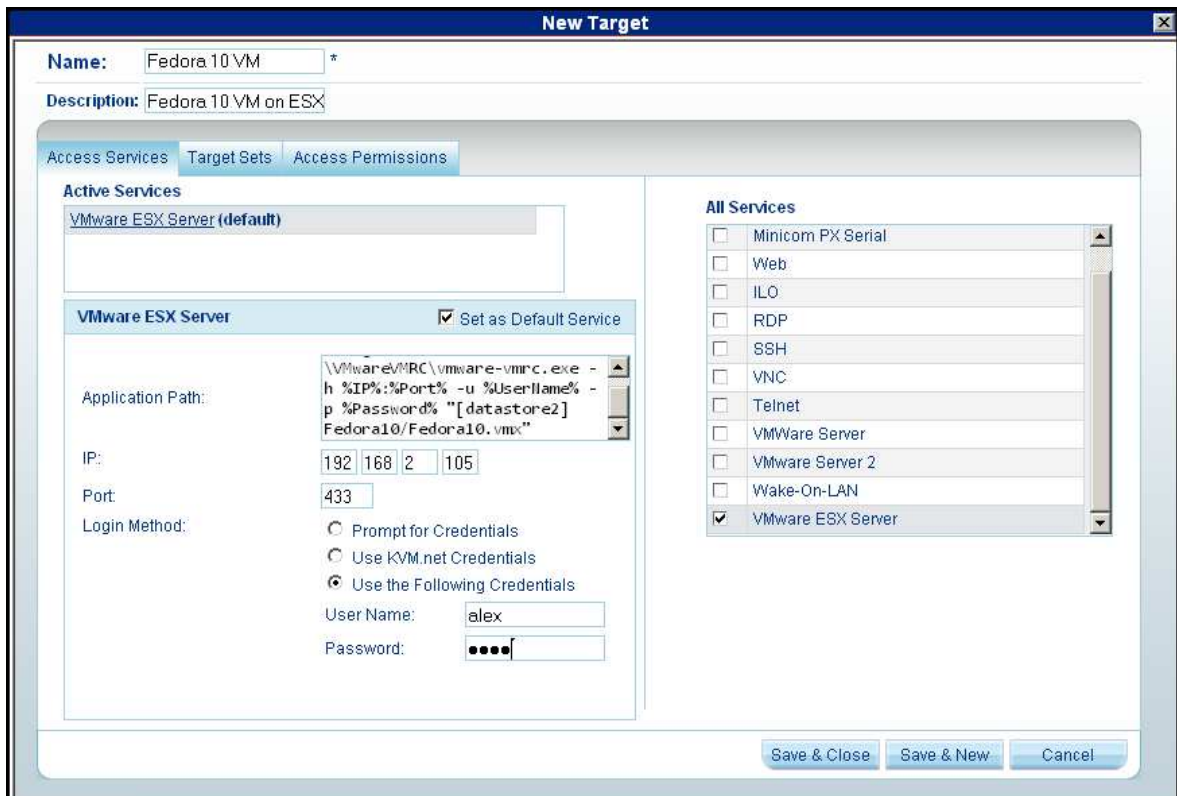 New Target
Name: Fedora 10 VM *
Description: Fedora 10 VM on ESX
Access Services Target Sets Access Permissions
Active Services
VMware ESX Server (default)
VMware ESX Server Set as Default Service
Application Path:
\VMwareVMRC\vmware-vmrc.exe -
h %IP%:%Port% -u %UserName% -
p %Password% "[datastore2]
Fedora10/Fedora10.vmx"
IP: 192 168 2 105
Port: 433
Login Method:
Prompt for Credentials
Use KVM.net Credentials
Use the Following Credentials
User Name: alex
Password: ●●●●
All Services
Minicom PX Serial
Web
ILO
RDP
SSH
VNC
Telnet
VMWare Server
VMware Server 2
Wake-On-LAN
VMware ESX Server
Save & Close Save & New Cancel